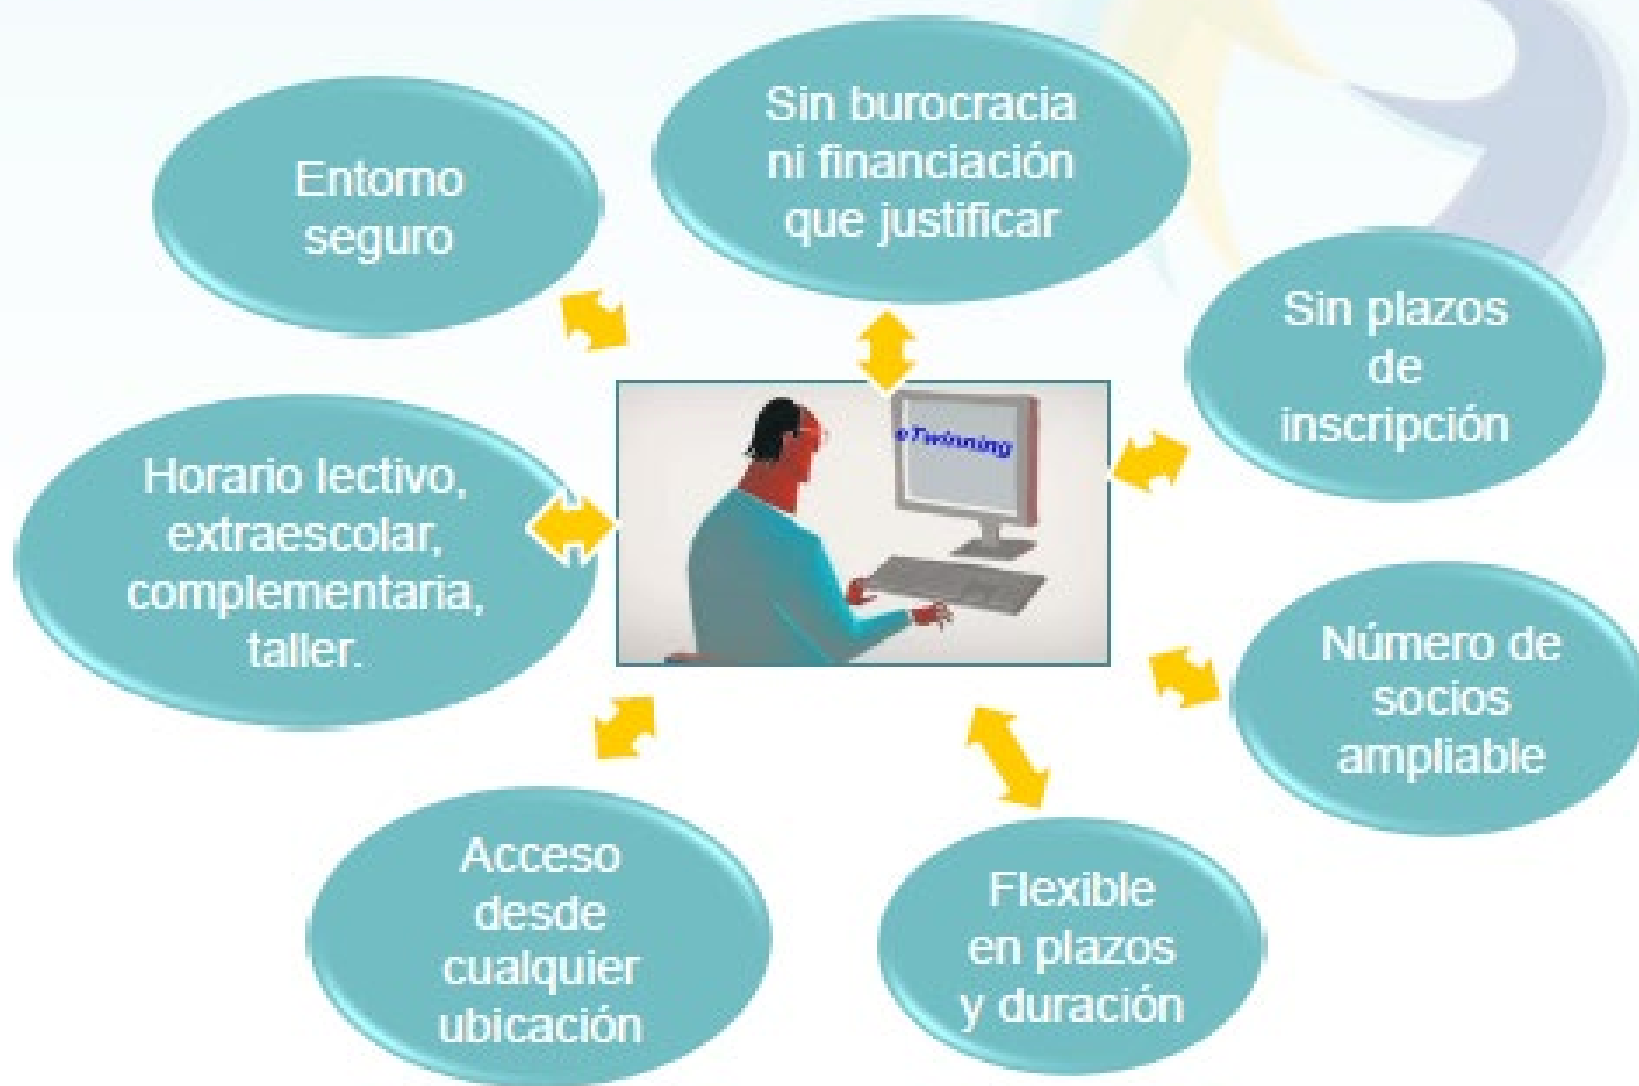 Sin burocracia
ni financiación
que justificar
Entorno
seguro
Sin plazos
de
inscripción
eTwinning
Horario lectivo,
extraescolar,
complementaria,
taller.
Número de
socios
ampliable
Acceso
desde
cualquier
ubicación
Flexible
en plazos
y duración